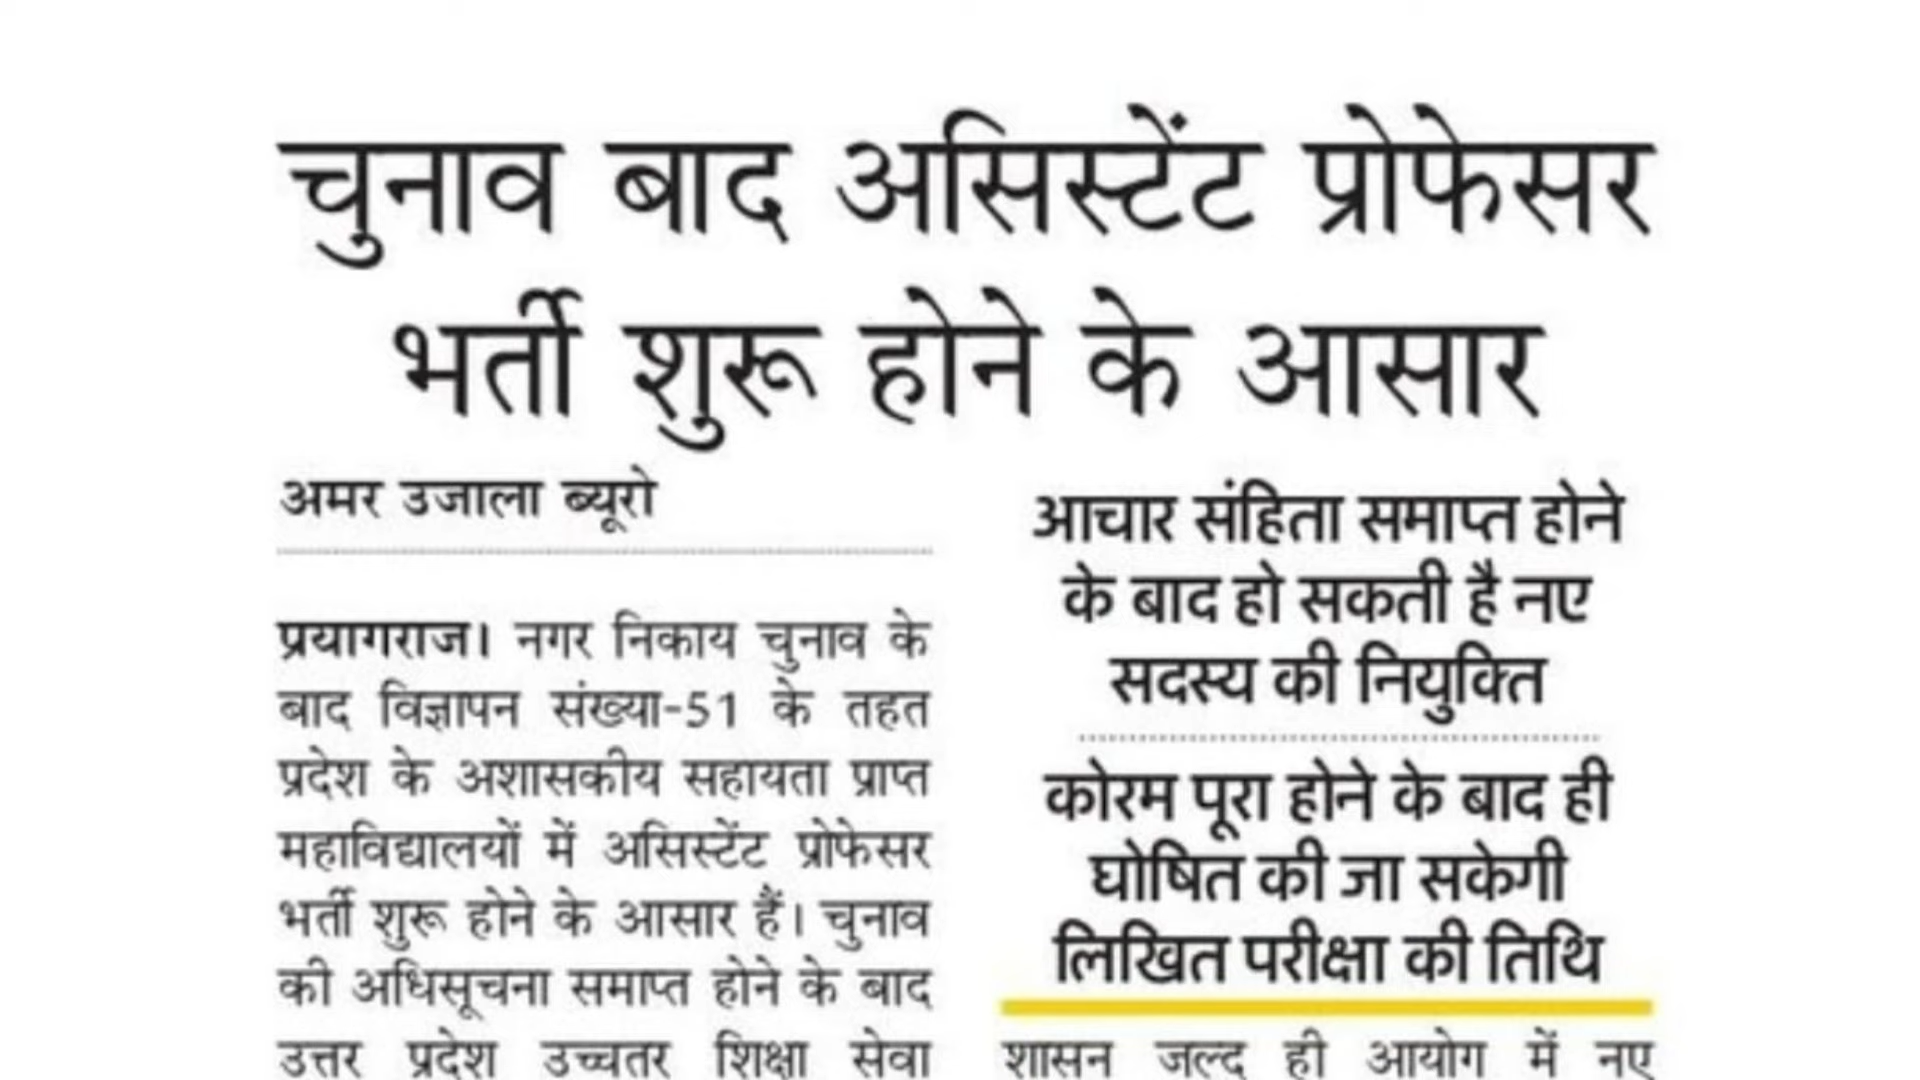 चुनाव बाद असिस्टेंट प्रोफेसर
भर्ती शुरू होने के आसार
अमर उजाला ब्यूरो
प्रयागराज। नगर निकाय चुनाव के
बाद विज्ञापन संख्या-51 के तहत
प्रदेश के अशासकीय सहायता प्राप्त
महाविद्यालयों में असिस्टेंट प्रोफेसर
भर्ती शुरू होने के आसार हैं। चुनाव
की अधिसूचना समाप्त होने के बाद
उत्तर प्रदेश उच्चतर शिक्षा सेवा
आचार संहिता समाप्त होने
के बाद हो सकती है नए
सदस्य की नियुक्ति
कोरम पूरा होने के बाद ही
घोषित की जा सकेगी
लिखित परीक्षा की तिथि
शासन जल्द ही आयोग में नए